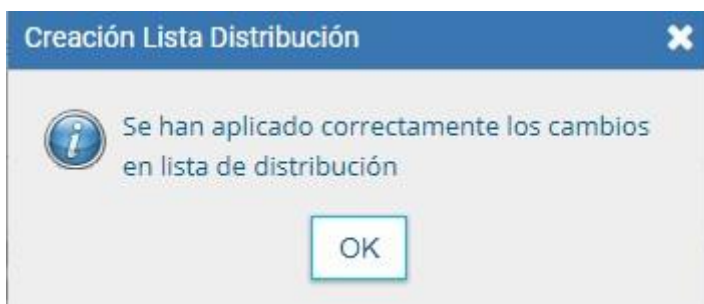 Creación Lista Distribución
Se han aplicado correctamente los cambios
en lista de distribución
OK